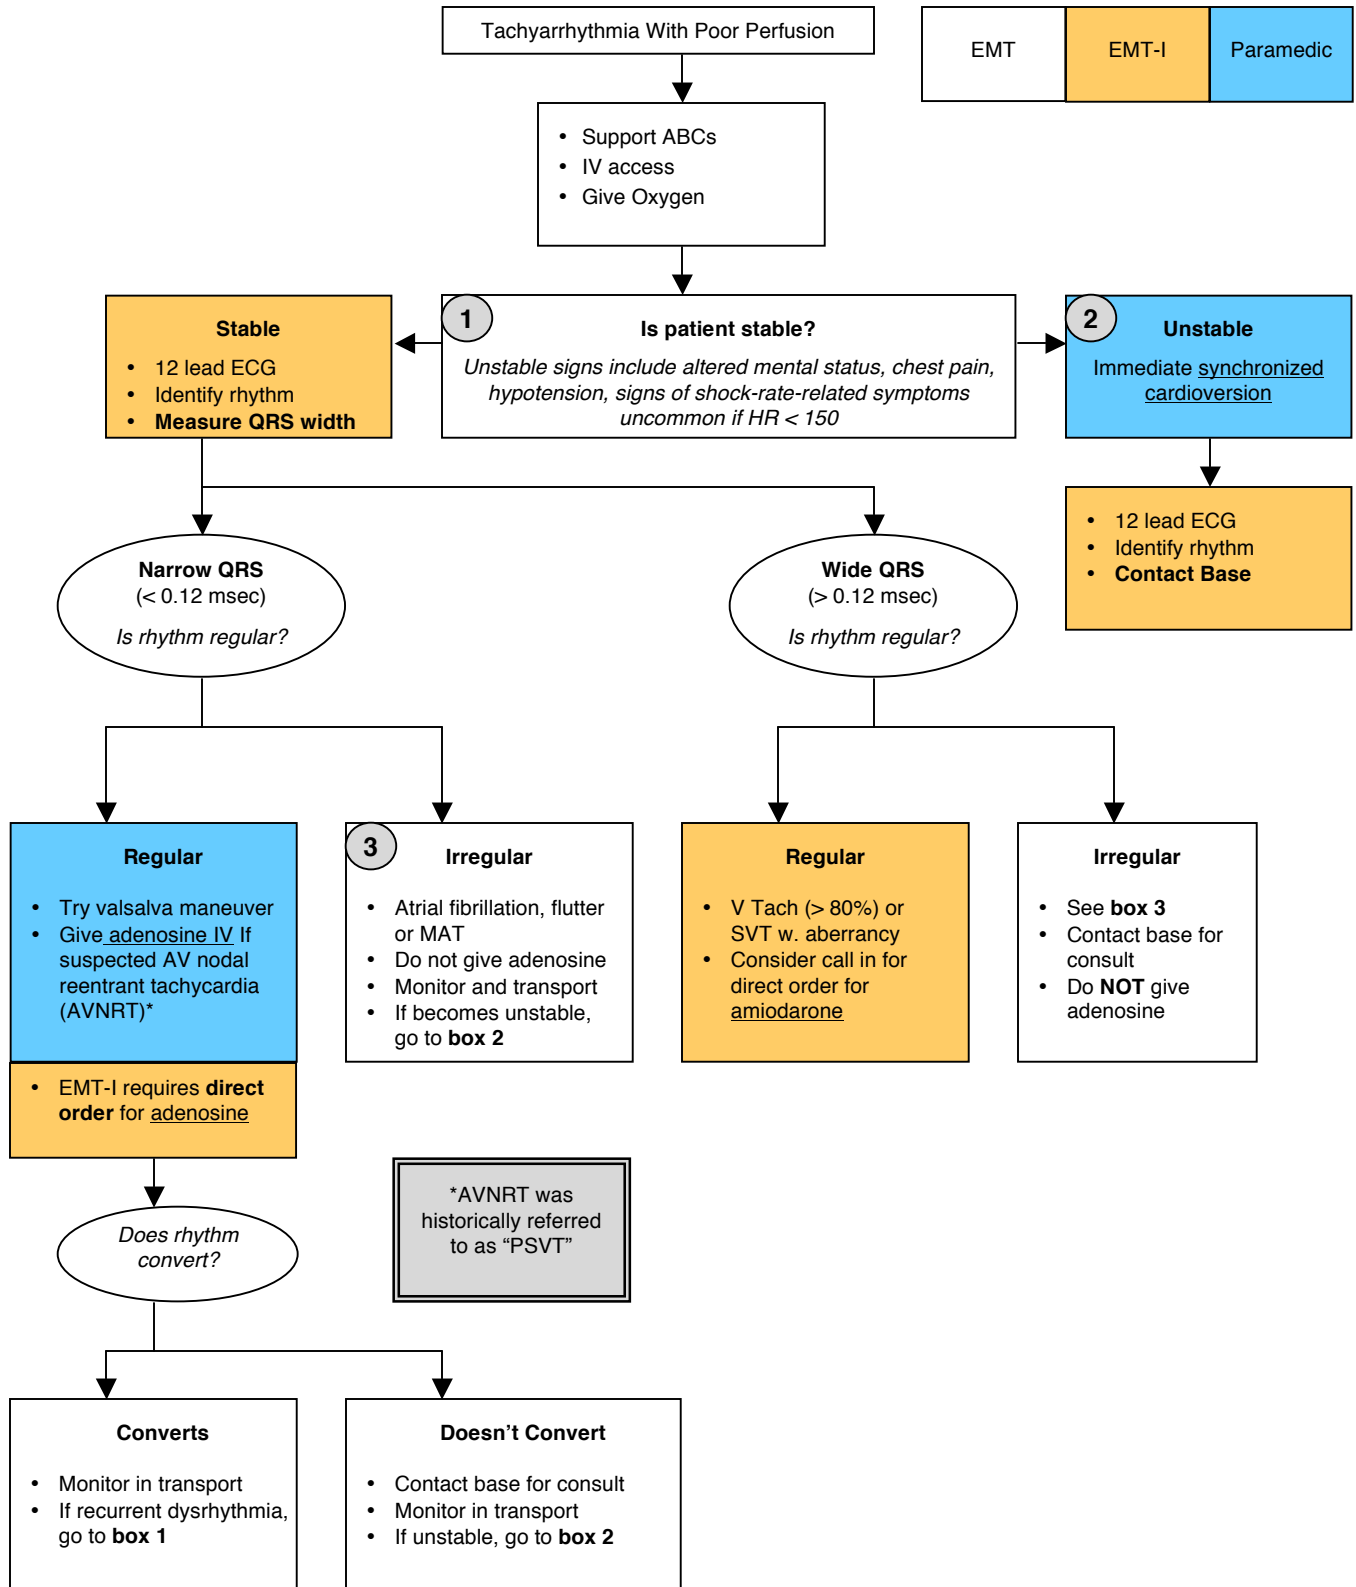 Tachyarrhythmia With Poor Perfusion
EMT
EMT-I
Paramedic
• Support ABCs
• IV access
• Give Oxygen
Stable
• 12 lead ECG
• Identify rhythm
• Measure QRS width
1
Is patient stable?
Unstable signs include altered mental status, chest pain,
hypotension, signs of shock-rate-related symptoms
uncommon if HR < 150
2
Unstable
Immediate synchronized
cardioversion
• 12 lead ECG
• Identify rhythm
• Contact Base
Narrow QRS
(< 0.12 msec)
Is rhythm regular?
Wide QRS
(> 0.12 msec)
Is rhythm regular?
Regular
• Try valsalva maneuver
• Give adenosine IV If
suspected AV nodal
reentrant tachycardia
(AVNRT)*
• EMT-I requires direct
order for adenosine
3
Irregular
• Atrial fibrillation, flutter
or MAT
• Do not give adenosine
• Monitor and transport
• If becomes unstable,
go to box 2
Regular
• V Tach (> 80%) or
SVT w. aberrancy
• Consider call in for
direct order for
amiodarone
Irregular
• See box 3
• Contact base for
consult
• Do NOT give
adenosine
*AVNRT was
historically referred
to as “PSVT”
Does rhythm
convert?
Converts
• Monitor in transport
• If recurrent dysrhythmia,
go to box 1
Doesn’t Convert
• Contact base for consult
• Monitor in transport
• If unstable, go to box 2